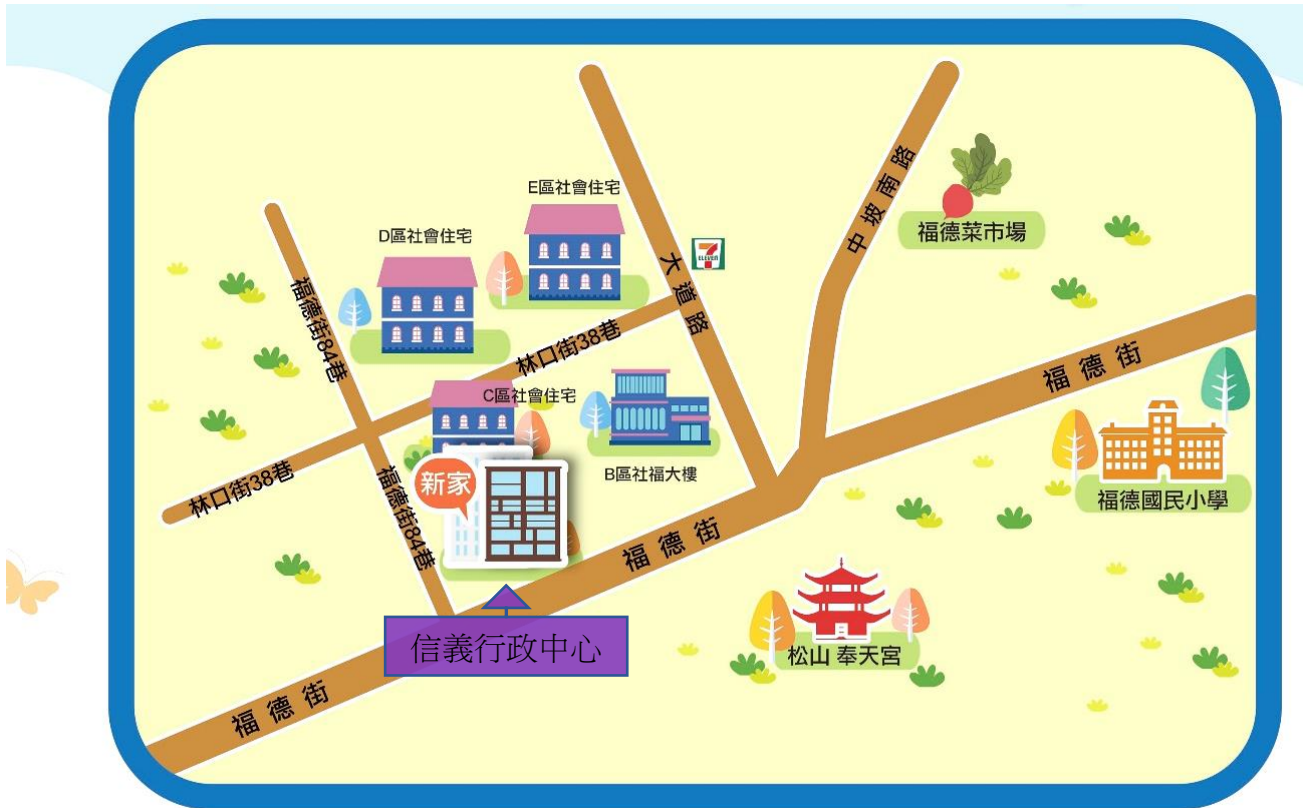 E區社會住宅
D區社會住宅
中坡南路
福德菜市場
大道路
7
ELEVEN
福德街84巷
林口街38巷
C區社會住宅
福德街
B區社福大樓
新家
林口街38巷
福德街84巷
福德國民小學
福德街
信義行政中心
松山 奉天宮
福德街